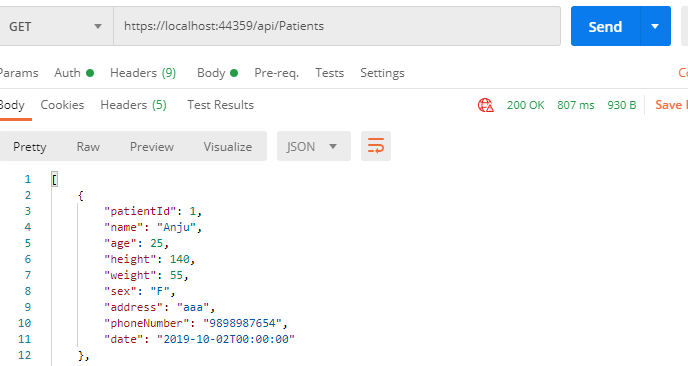 GET https://localhost:44359/api/Patients Send
Params Auth Headers (9) Body Pre-req. Tests Settings
Body Cookies Headers (5) Test Results 200 OK 807 ms 930 B Save
Pretty Raw Preview Visualize JSON
1 [
2 {
3 "patientId": 1,
4 "name": "Anju",
5 "age": 25,
6 "height": 140,
7 "weight": 55,
8 "sex": "F",
9 "address": "aaa",
10 "phoneNumber": "9898987654",
11 "date": "2019-10-02T00:00:00"
12 },